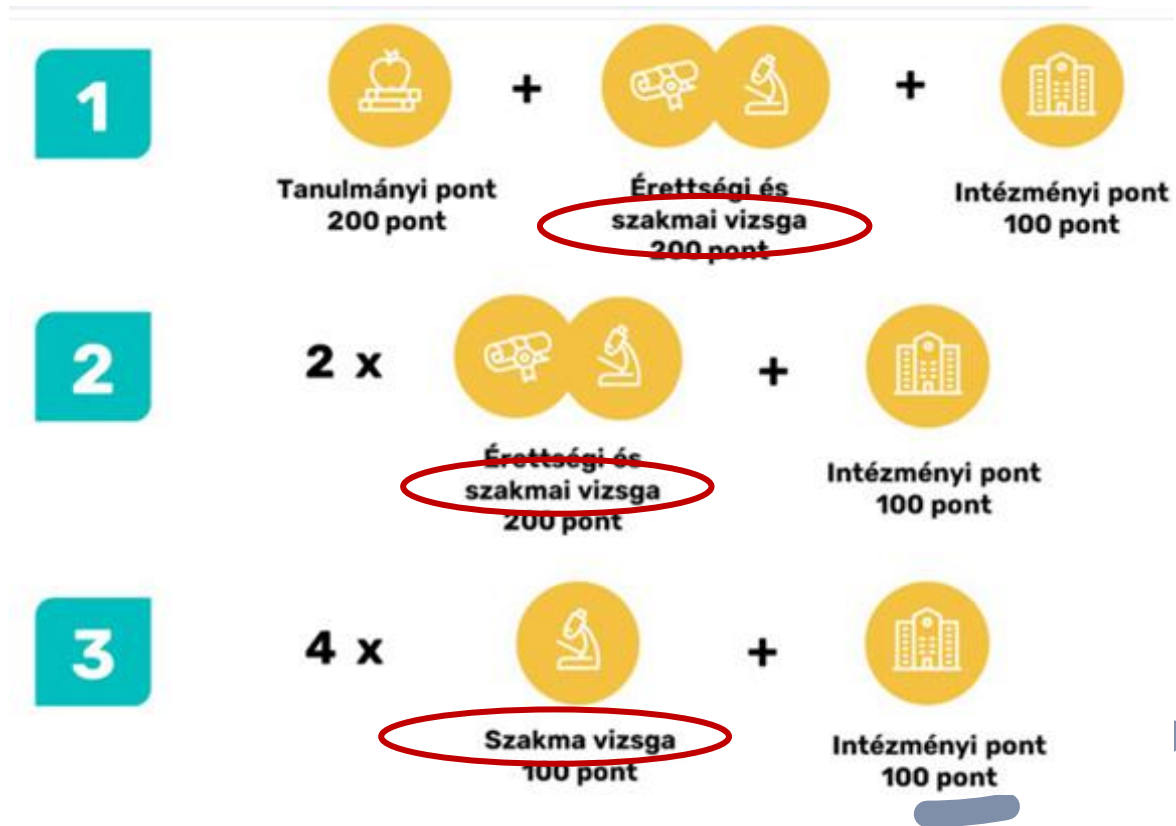 1
+
+
Tanulmányi pont
200 pont
Érettségi és
szakmai vizsga
200 pont
Intézményi pont
100 pont
2
2 x
+
Érettségi és
szakmai vizsga
200 pont
Intézményi pont
100 pont
3
4 x
+
Szakma vizsga
100 pont
Intézményi pont
100 pont